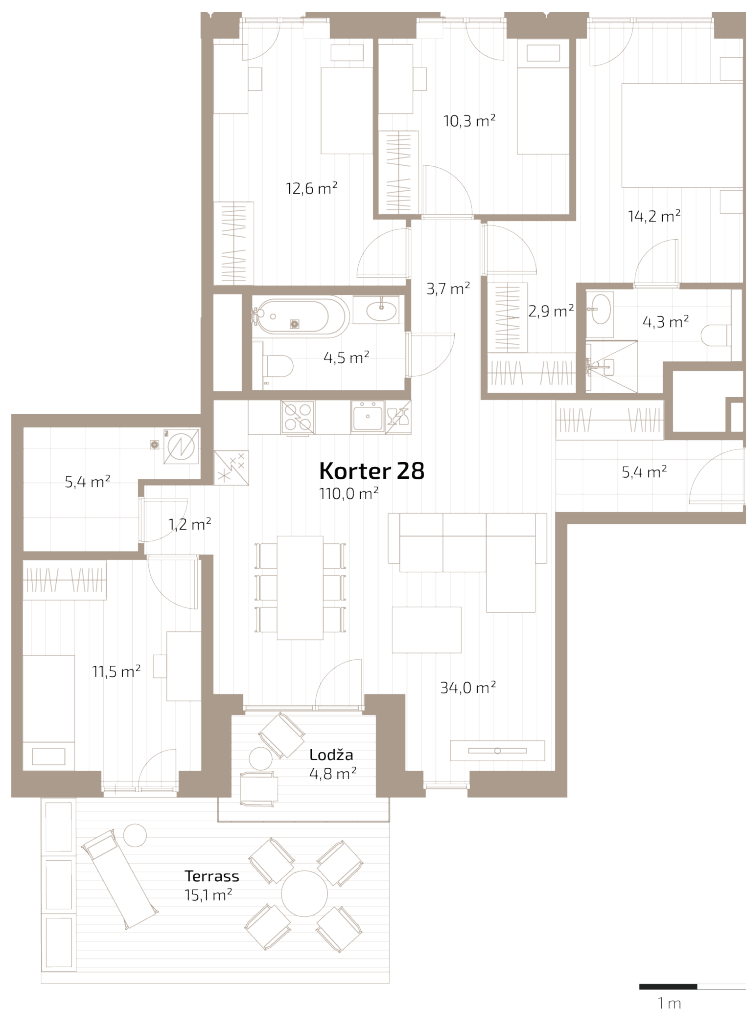 10,3 m²
12,6 m²
14,2 m²
3,7 m²
2,9 m²
4,3 m²
4,5 m²
Korter 28
110,0 m²
5,4 m²
5,4 m²
1,2 m²
11,5 m²
34,0 m²
Lodža
4,8 m²
Terrass
15,1 m²
1 m